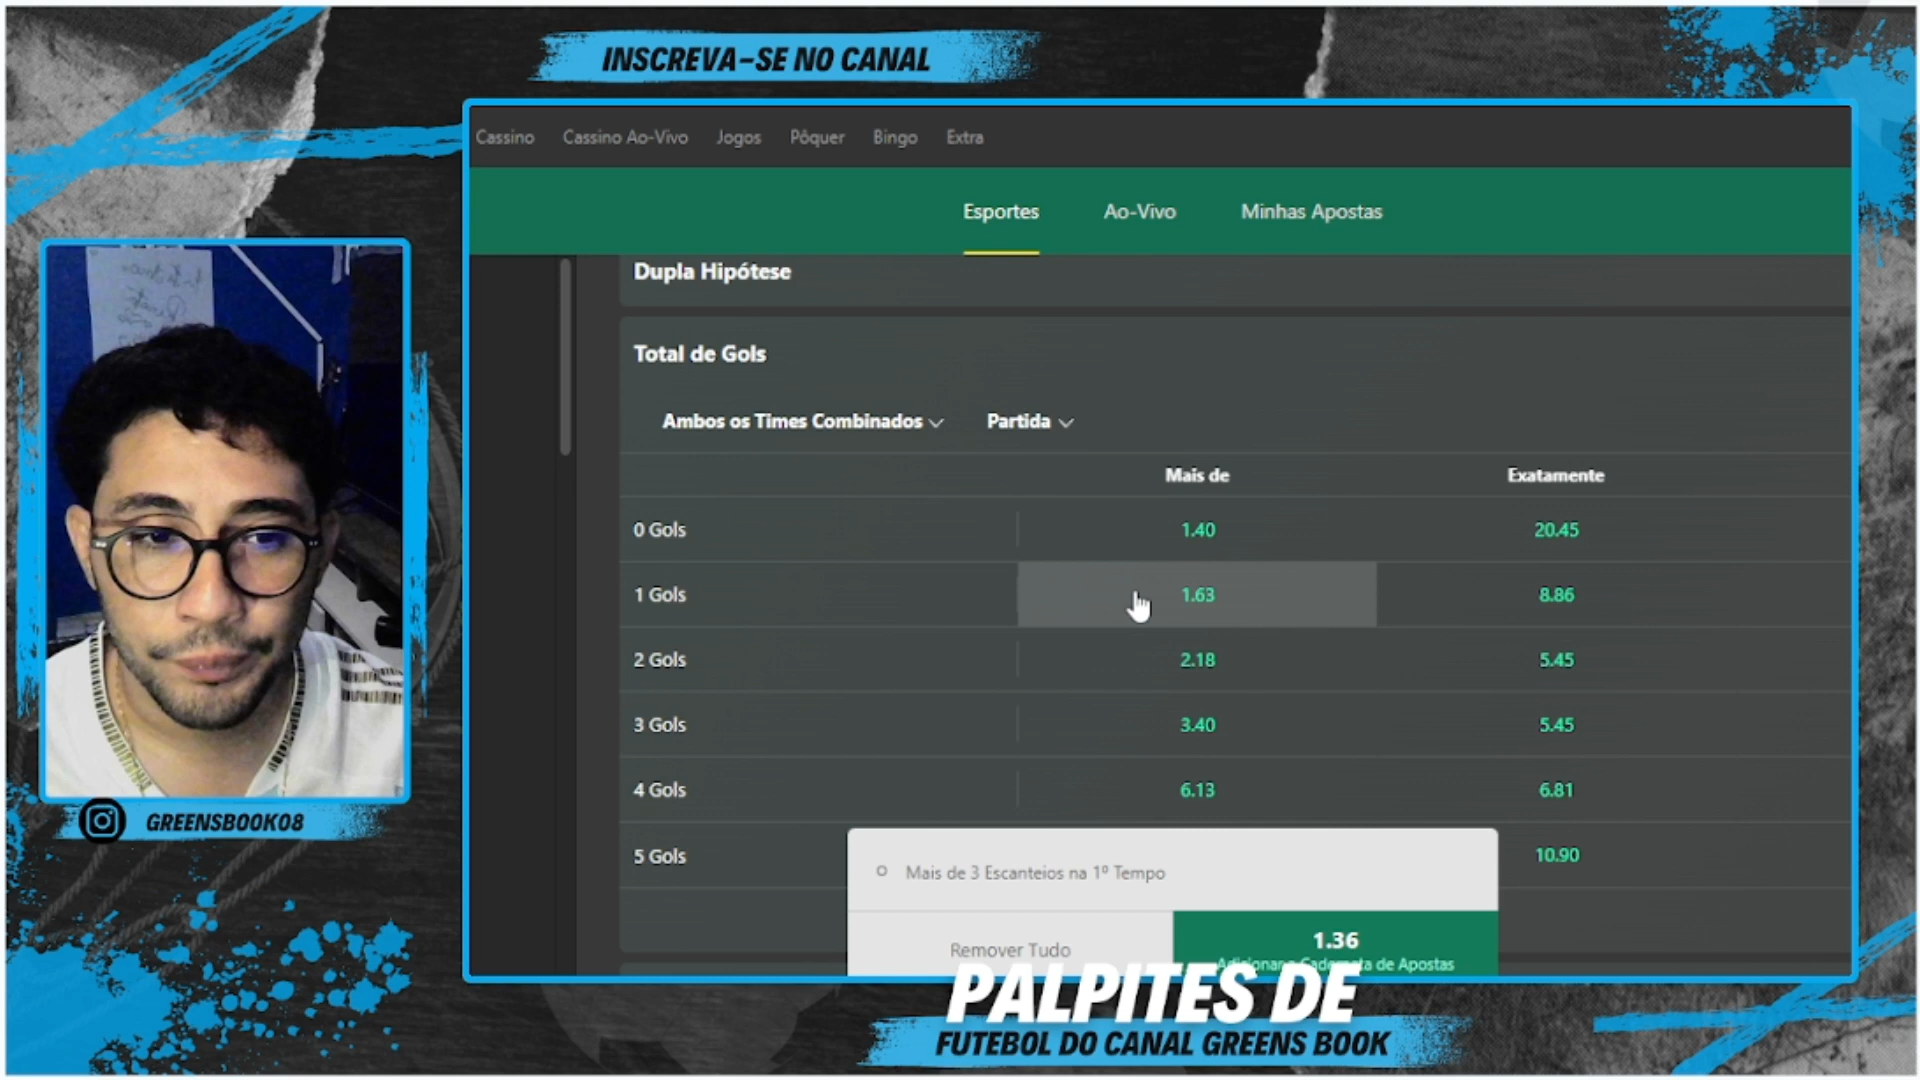 INSCREVA-SE NO CANAL
Cassino Cassino Ao-Vivo Jogos Pôquer Bingo Extra
Esportes Ao-Vivo Minhas Apostas
Dupla Hipótese
Total de Gols
Ambos os Times Combinados Partida
Mais de Exatamente
0 Gols 1.40 20.45
1 Gols 1.63 8.86
2 Gols 2.18 5.45
3 Gols 3.40 5.45
4 Gols 6.13 6.81
5 Gols 10.90
Mais de 3 Escanteios na 1º Tempo
Remover Tudo 1.36
Adicionar a Caderneta de Apostas
GREENSBOOK08
PALPITES DE
FUTEBOL DO CANAL GREENS BOOK